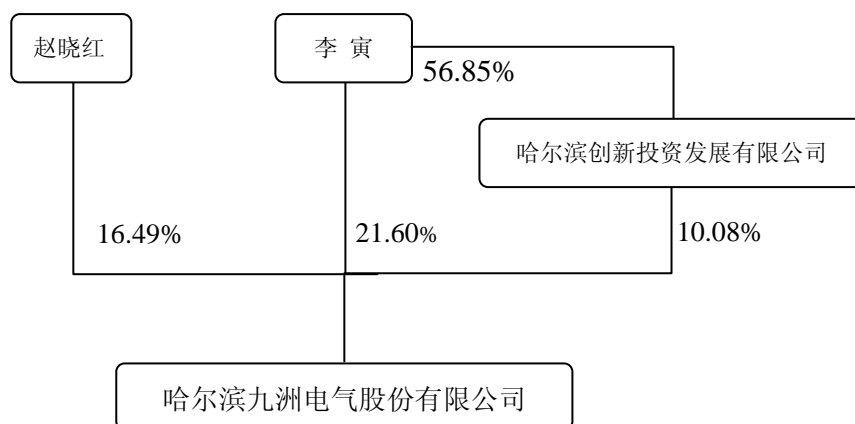 赵晓红
李 寅
56.85%
哈尔滨创新投资发展有限公司
16.49%
21.60%
10.08%
哈尔滨九洲电气股份有限公司